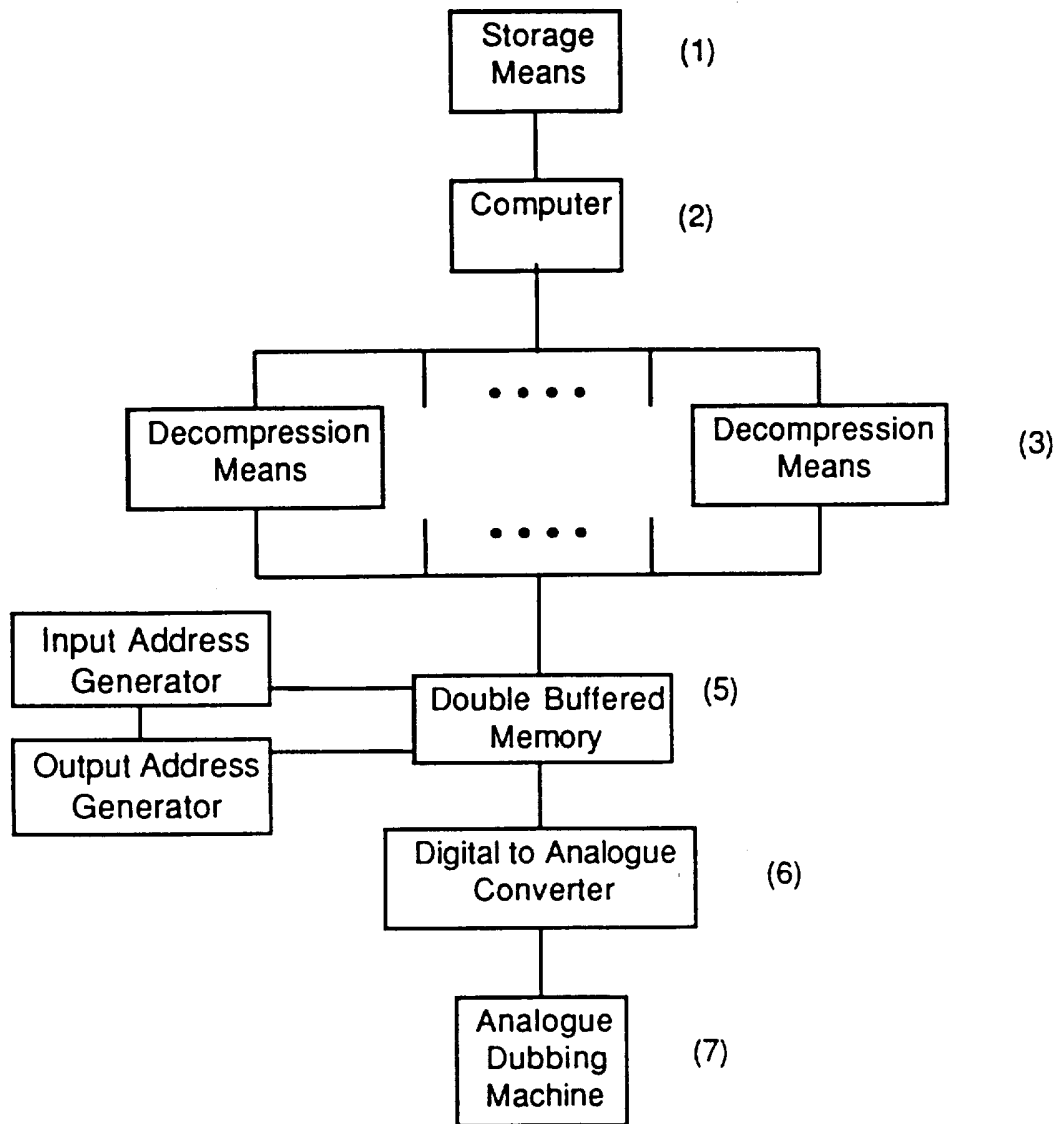 Storage
Means
(1)
Computer
(2)
Decompression
Means
Decompression
Means
(3)
Input Address
Generator
Output Address
Generator
Double Buffered
Memory
(5)
Digital to Analogue
Converter
(6)
Analogue
Dubbing
Machine
(7)